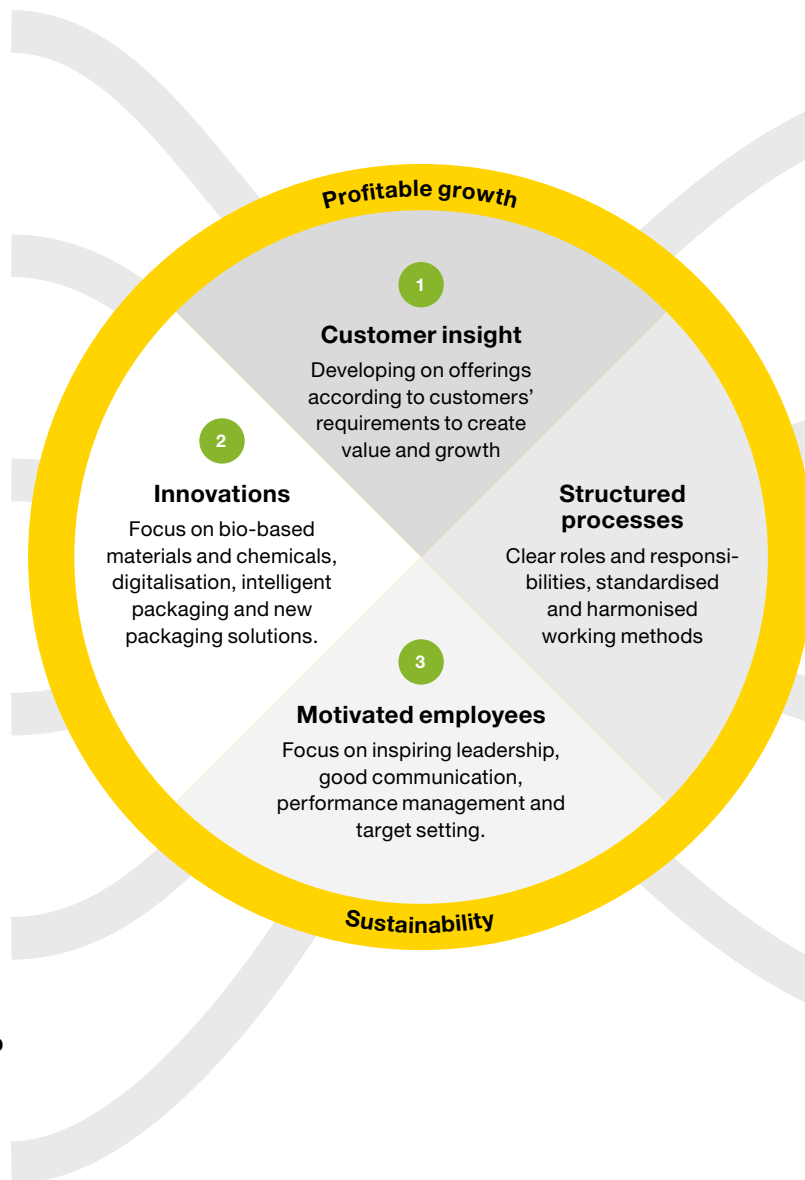 Profitable growth
1
Customer insight
Developing on offerings
according to customers’
requirements to create
value and growth
2
Innovations
Focus on bio-based
materials and chemicals,
digitalisation, intelligent
packaging and new
packaging solutions.
Structured
processes
Clear roles and responsi-
bilities, standardised
and harmonised
working methods
3
Motivated employees
Focus on inspiring leadership,
good communication,
performance management and
target setting.
Sustainability